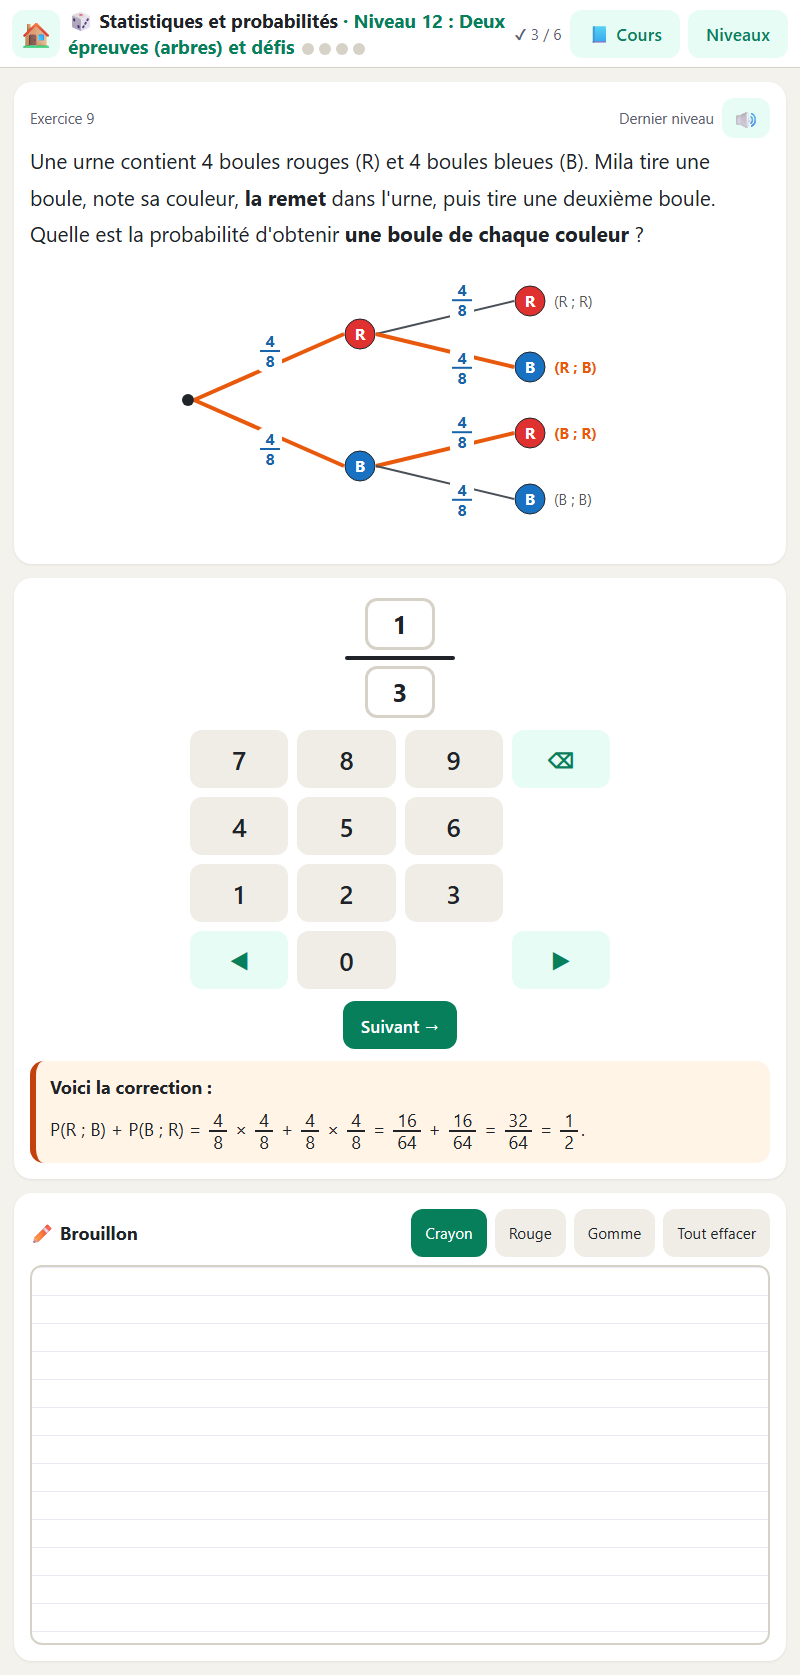 Statistiques et probabilités · Niveau 12 : Deux
épreuves (arbres) et défis
✓ 3 / 6
Cours
Niveaux
Exercice 9
Dernier niveau
Une urne contient 4 boules rouges (R) et 4 boules bleues (B). Mila tire une
boule, note sa couleur, la remet dans l'urne, puis tire une deuxième boule.
Quelle est la probabilité d'obtenir une boule de chaque couleur ?
4/8
R
4/8
R
(R ; R)
4/8
B
(R ; B)
4/8
B
4/8
R
(B ; R)
4/8
B
(B ; B)
1
3
7 8 9 ⌫
4 5 6
1 2 3
◀ 0 ▶
Suivant →
Voici la correction :
P(R ; B) + P(B ; R) = 4/8 × 4/8 + 4/8 × 4/8 = 16/64 + 16/64 = 32/64 = 1/2.
Brouillon
Crayon
Rouge
Gomme
Tout effacer